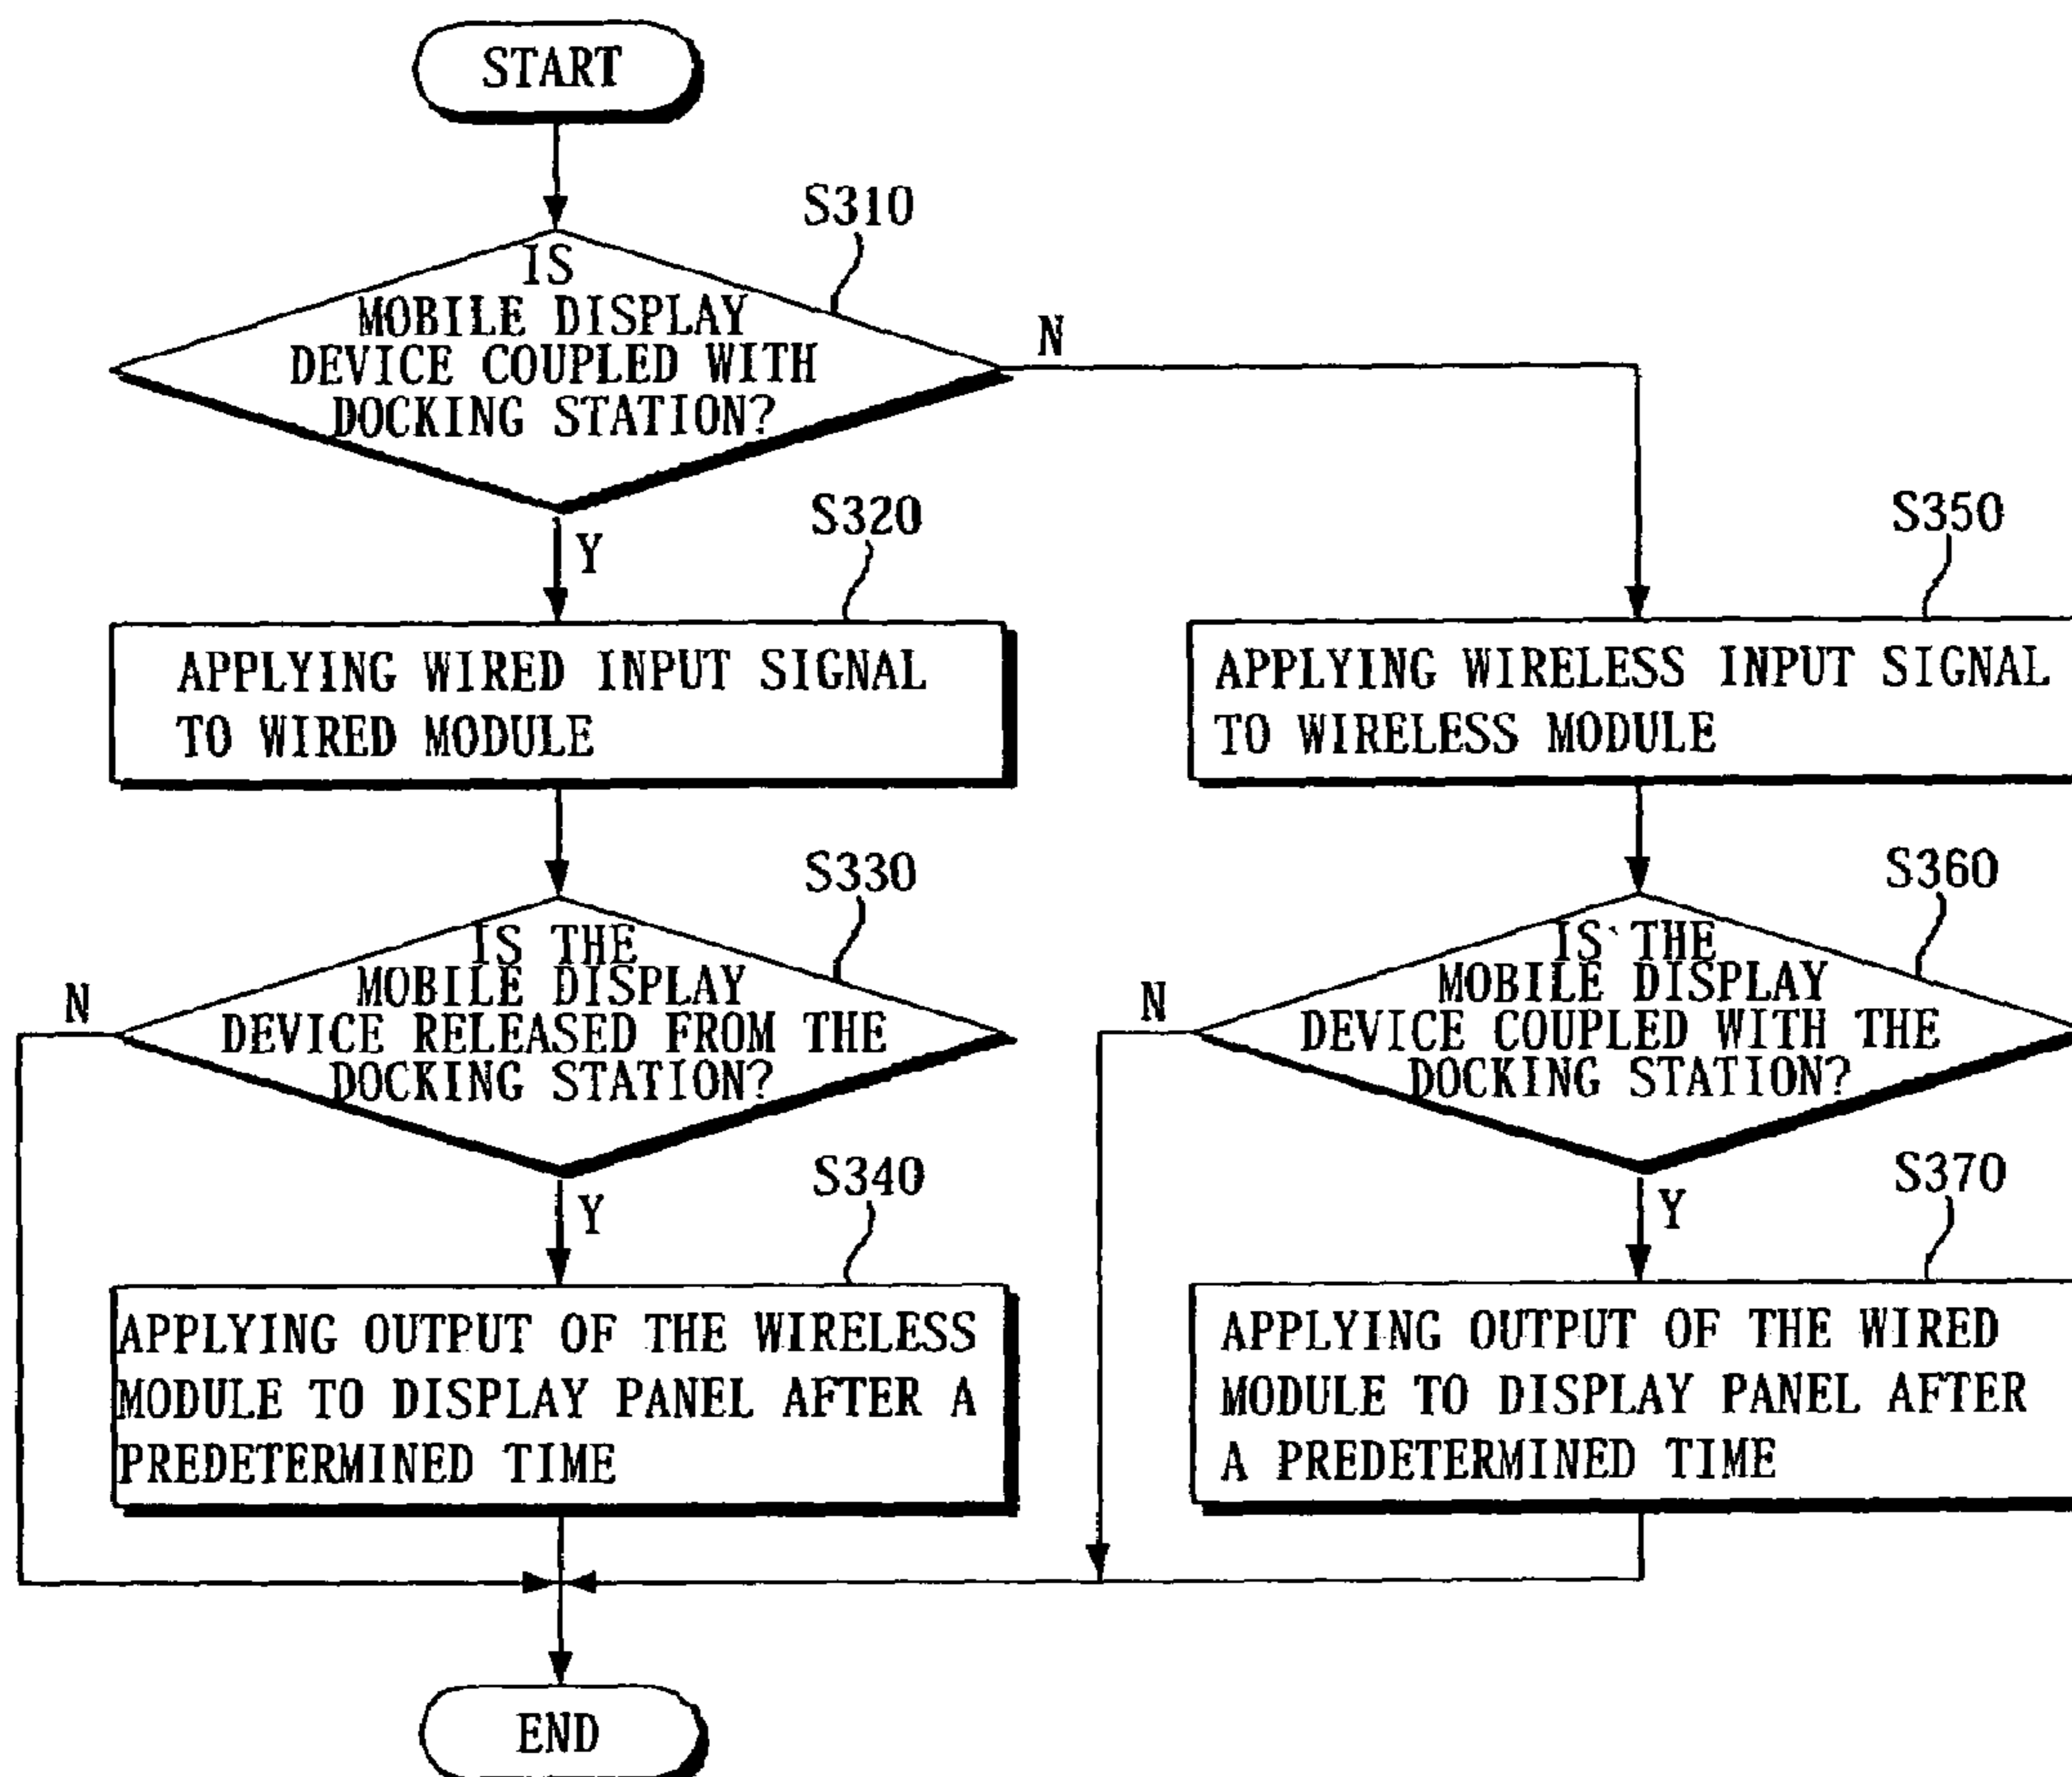 START
S310
IS
MOBILE DISPLAY
DEVICE COUPLED WITH
DOCKING STATION?
N
Y
S320
APPLYING WIRED INPUT SIGNAL
TO WIRED MODULE
S330
IS THE
MOBILE DISPLAY
DEVICE RELEASED FROM THE
DOCKING STATION?
N
Y
S340
APPLYING OUTPUT OF THE WIRELESS
MODULE TO DISPLAY PANEL AFTER A
PREDETERMINED TIME
S350
APPLYING WIRELESS INPUT SIGNAL
TO WIRELESS MODULE
S360
IS THE
MOBILE DISPLAY
DEVICE COUPLED WITH THE
DOCKING STATION?
N
Y
S370
APPLYING OUTPUT OF THE WIRED
MODULE TO DISPLAY PANEL AFTER
A PREDETERMINED TIME
END